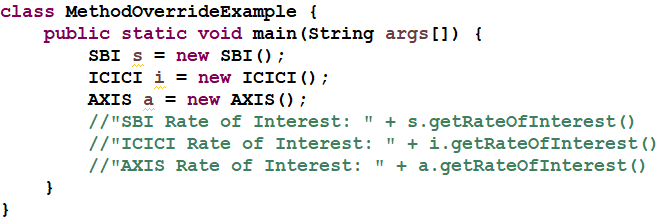 class MethodOverrideExample {
    public static void main(String args[]) {
        SBI s = new SBI();
        ICICI i = new ICICI();
        AXIS a = new AXIS();
        //"SBI Rate of Interest: " + s.getRateOfInterest()
        //"ICICI Rate of Interest: " + i.getRateOfInterest()
        //"AXIS Rate of Interest: " + a.getRateOfInterest()
    }
}